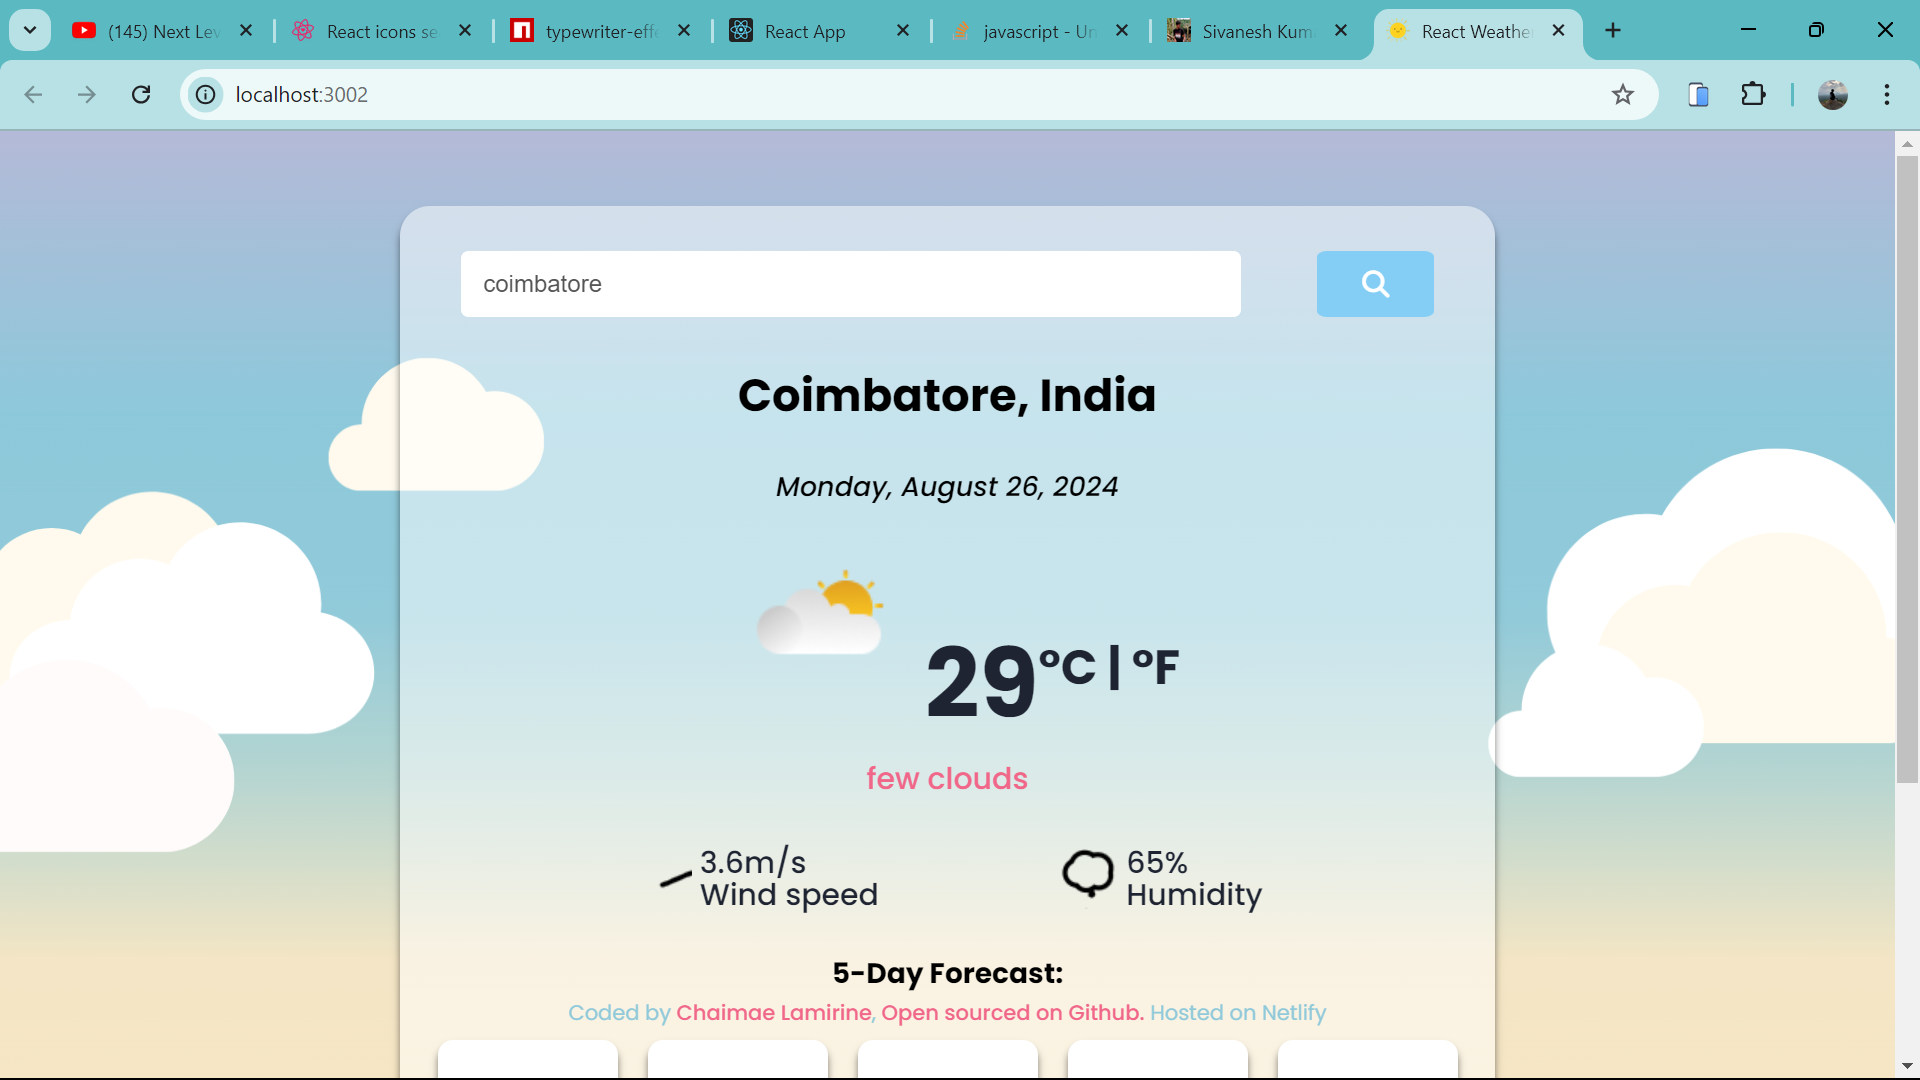 (145) Next Lev
React icons se
typewriter-effe
React App
javascript - Un
Sivanesh Kum
React Weathe
localhost:3002
coimbatore
Coimbatore, India
Monday, August 26, 2024
29°C | °F
few clouds
3.6m/s
Wind speed
65%
Humidity
5-Day Forecast:
Coded by Chaimae Lamirine, Open sourced on Github. Hosted on Netlify